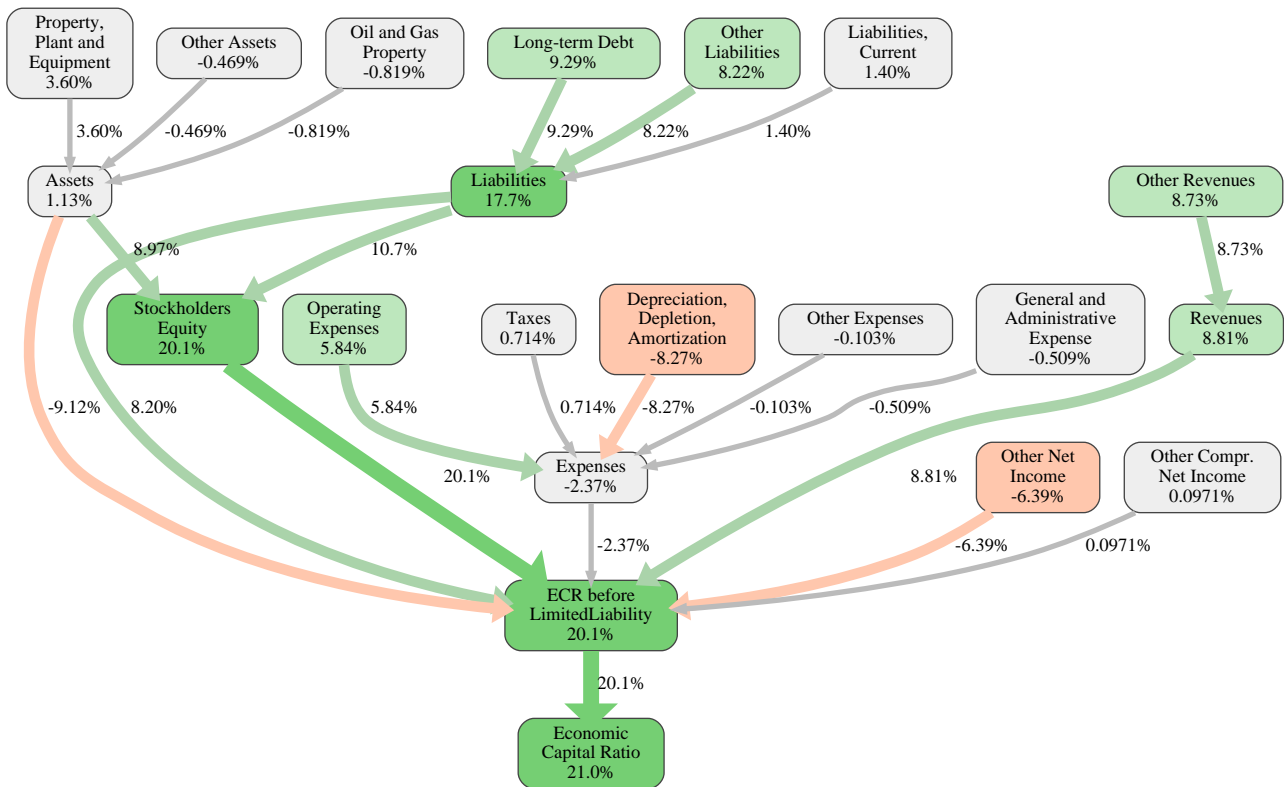 Property,
Plant and
Equipment
3.60%
Other Assets
-0.469%
Oil and Gas
Property
-0.819%
Long-term Debt
9.29%
Other
Liabilities
8.22%
Liabilities,
Current
1.40%
3.60%
-0.469%
-0.819%
9.29%
8.22%
1.40%
Assets
1.13%
Liabilities
17.7%
Other Revenues
8.73%
8.97%
10.7%
8.73%
Stockholders
Equity
20.1%
Operating
Expenses
5.84%
Taxes
0.714%
Depreciation,
Depletion,
Amortization
-8.27%
Other Expenses
-0.103%
General and
Administrative
Expense
-0.509%
Revenues
8.81%
-9.12%
8.20%
5.84%
0.714%
-8.27%
-0.103%
-0.509%
20.1%
Expenses
-2.37%
8.81%
Other Net
Income
-6.39%
Other Compr.
Net Income
0.0971%
-2.37%
-6.39%
0.0971%
ECR before
LimitedLiability
20.1%
20.1%
Economic
Capital Ratio
21.0%